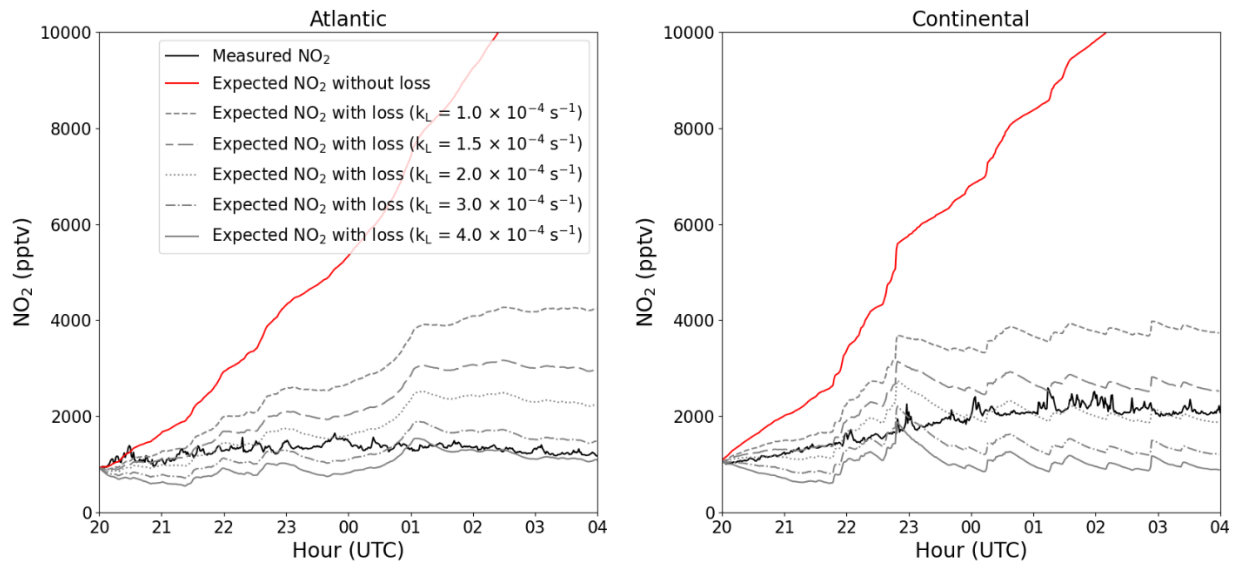 Atlantic
10000
8000
6000
4000
2000
0
NO₂ (pptv)
Measured NO₂
Expected NO₂ without loss
Expected NO₂ with loss (k_L = 1.0 × 10⁻⁴ s⁻¹)
Expected NO₂ with loss (k_L = 1.5 × 10⁻⁴ s⁻¹)
Expected NO₂ with loss (k_L = 2.0 × 10⁻⁴ s⁻¹)
Expected NO₂ with loss (k_L = 3.0 × 10⁻⁴ s⁻¹)
Expected NO₂ with loss (k_L = 4.0 × 10⁻⁴ s⁻¹)
20 21 22 23 00 01 02 03 04
Hour (UTC)
Continental
10000
8000
6000
4000
2000
0
NO₂ (pptv)
20 21 22 23 00 01 02 03 04
Hour (UTC)